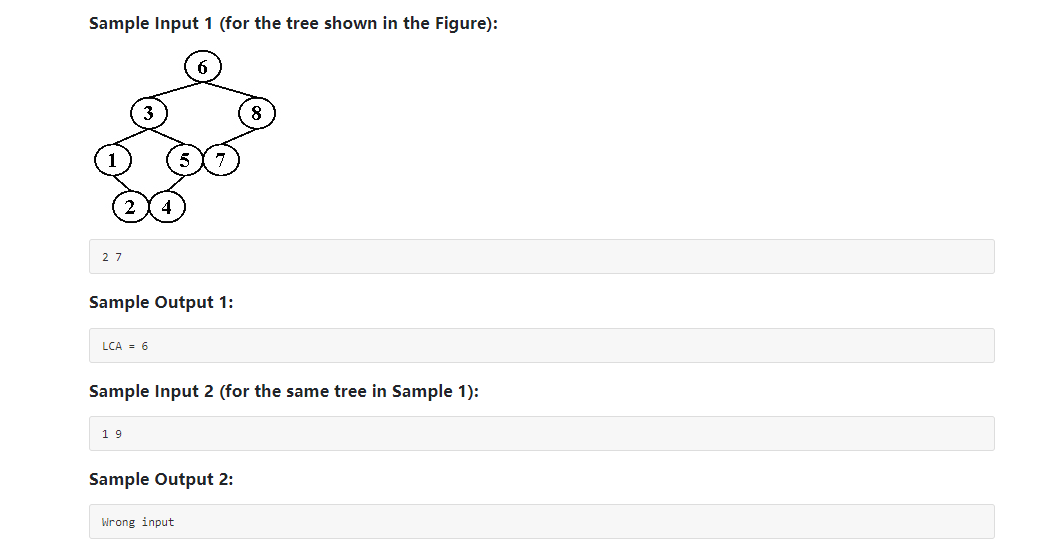 Sample Input 1 (for the tree shown in the Figure):
6
3 8
1 5 7
2 4
2 7
Sample Output 1:
LCA = 6
Sample Input 2 (for the same tree in Sample 1):
1 9
Sample Output 2:
Wrong input